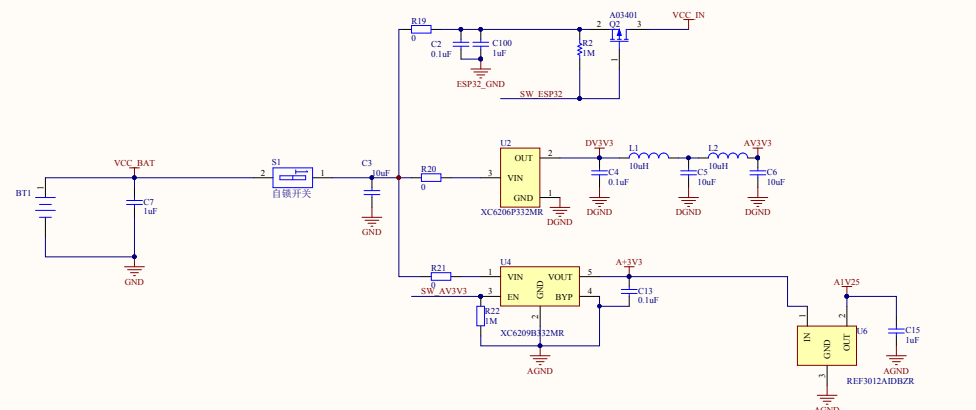 R19
0
C2
0.1uF
C100
1uF
ESP32_GND
R2
1M
2
A03401
Q2
3
1
VCC_IN
SW_ESP32
VCC_BAT
BT1
1
C7
1uF
GND
S1
2
1
自锁开关
C3
10uF
GND
R20
0
U2
3
VIN
OUT
GND
2
1
DGND
XC6206P332MR
DV3V3
C4
0.1uF
DGND
L1
10uH
C5
10uF
DGND
L2
10uH
AV3V3
C6
10uF
DGND
R21
0
SW_AV3V3
R22
1M
U4
1
VIN
3
EN
GND
2
VOUT
5
BYP
4
XC6209B332MR
AGND
A+3V3
C13
0.1uF
A1V25
1
2
U6
IN
GND
OUT
3
REF3012AIDBZR
AGND
C15
1uF
AGND